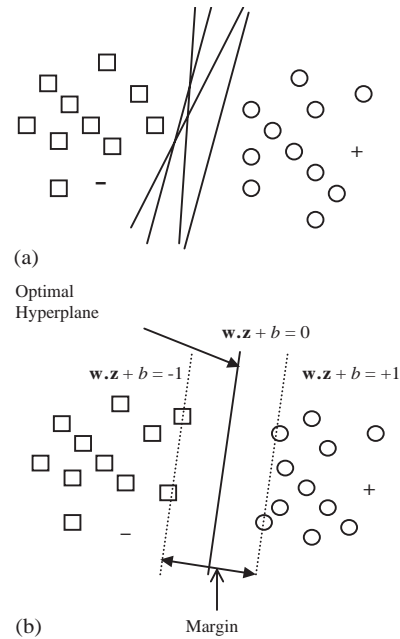 -
+
(a)
Optimal
Hyperplane
w.z + b = 0
w.z + b = -1
w.z + b = +1
+
–
(b)
Margin